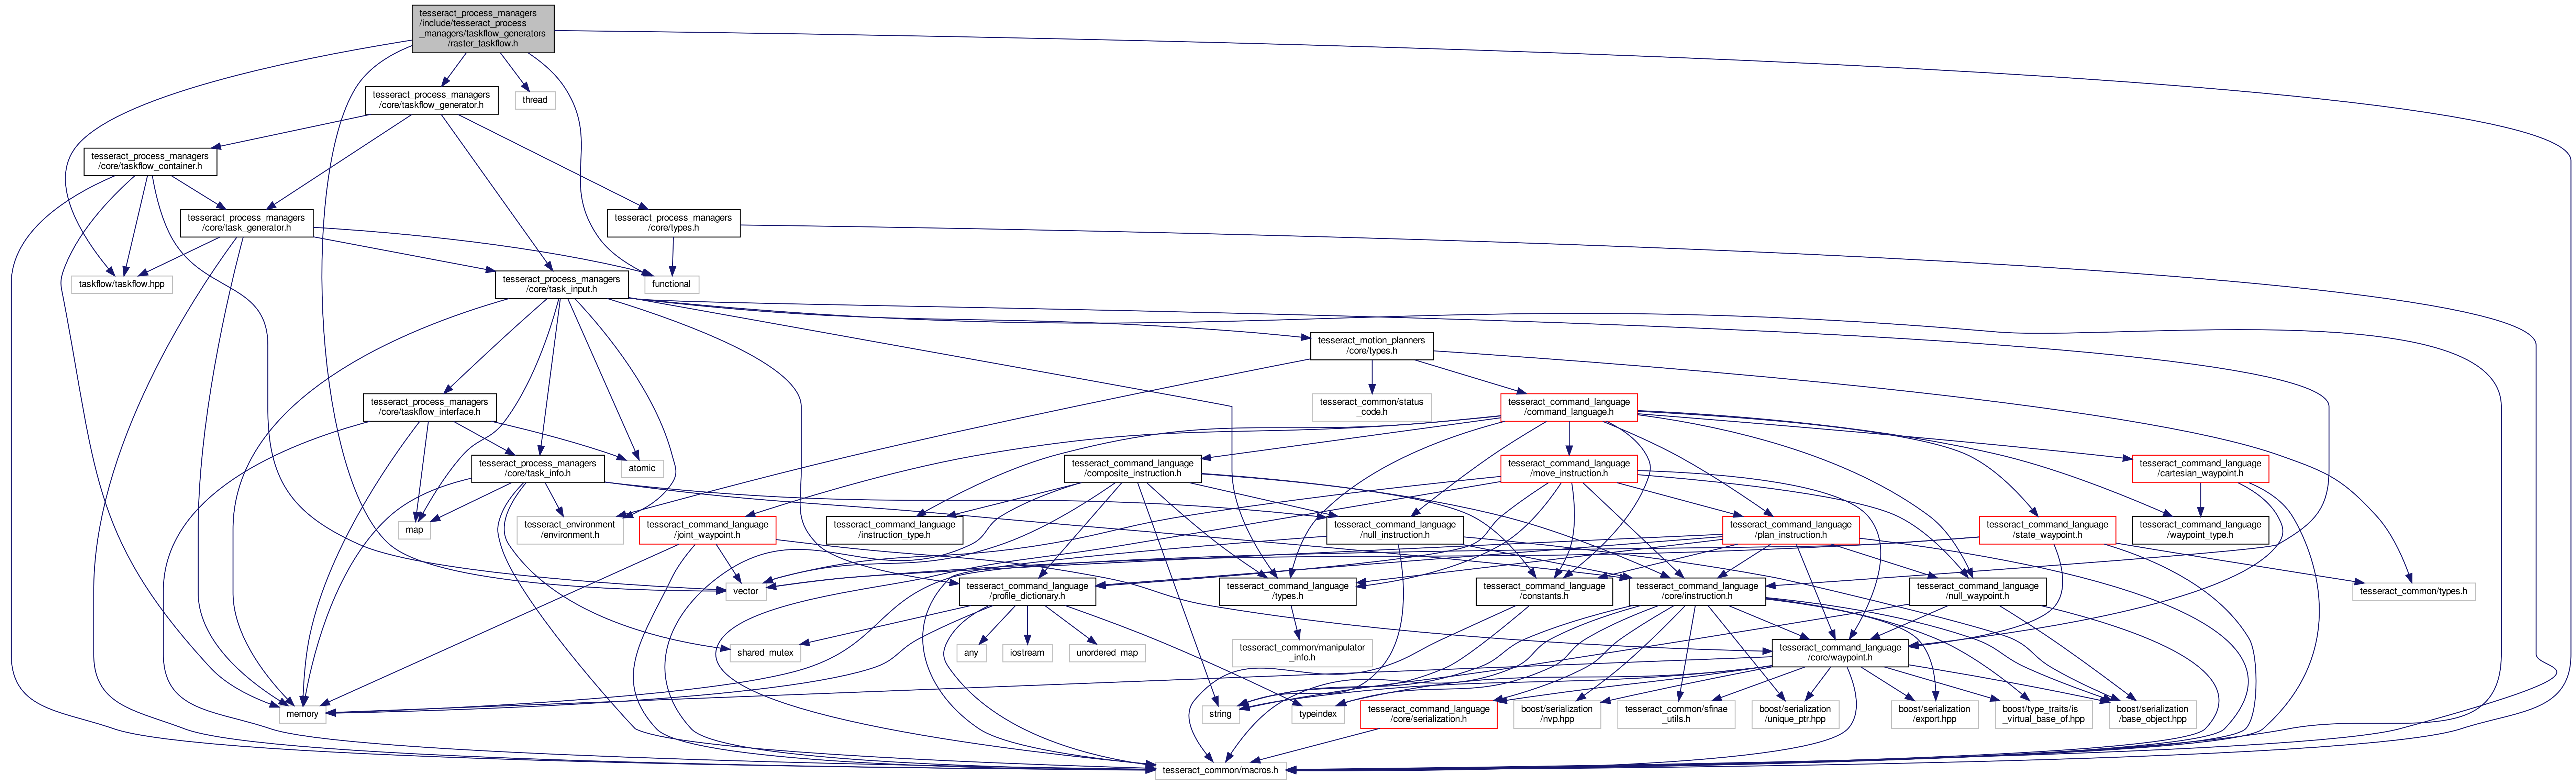 tesseract_process_managers
/include/tesseract_process
_managers/taskflow_generators
/raster_taskflow.h
tesseract_process_managers
/core/taskflow_generator.h
thread
tesseract_process_managers
/core/taskflow_container.h
tesseract_process_managers
/core/task_generator.h
tesseract_process_managers
/core/types.h
taskflow/taskflow.hpp
tesseract_process_managers
/core/task_input.h
functional
tesseract_motion_planners
/core/types.h
tesseract_process_managers
/core/taskflow_interface.h
tesseract_common/status
_code.h
tesseract_command_language
/command_language.h
tesseract_process_managers
/core/task_info.h
atomic
tesseract_command_language
/composite_instruction.h
tesseract_command_language
/move_instruction.h
tesseract_command_language
/cartesian_waypoint.h
map
tesseract_environment
/environment.h
tesseract_command_language
/joint_waypoint.h
tesseract_command_language
/instruction_type.h
tesseract_command_language
/null_instruction.h
tesseract_command_language
/plan_instruction.h
tesseract_command_language
/state_waypoint.h
tesseract_command_language
/waypoint_type.h
vector
tesseract_command_language
/profile_dictionary.h
tesseract_command_language
/types.h
tesseract_command_language
/constants.h
tesseract_command_language
/core/instruction.h
tesseract_command_language
/null_waypoint.h
tesseract_common/types.h
shared_mutex
any
iostream
unordered_map
tesseract_common/manipulator
_info.h
tesseract_command_language
/core/waypoint.h
memory
string
typeindex
tesseract_command_language
/core/serialization.h
boost/serialization
/nvp.hpp
tesseract_common/sfinae
_utils.h
boost/serialization
/unique_ptr.hpp
boost/serialization
/export.hpp
boost/type_traits/is
_virtual_base_of.hpp
boost/serialization
/base_object.hpp
tesseract_common/macros.h